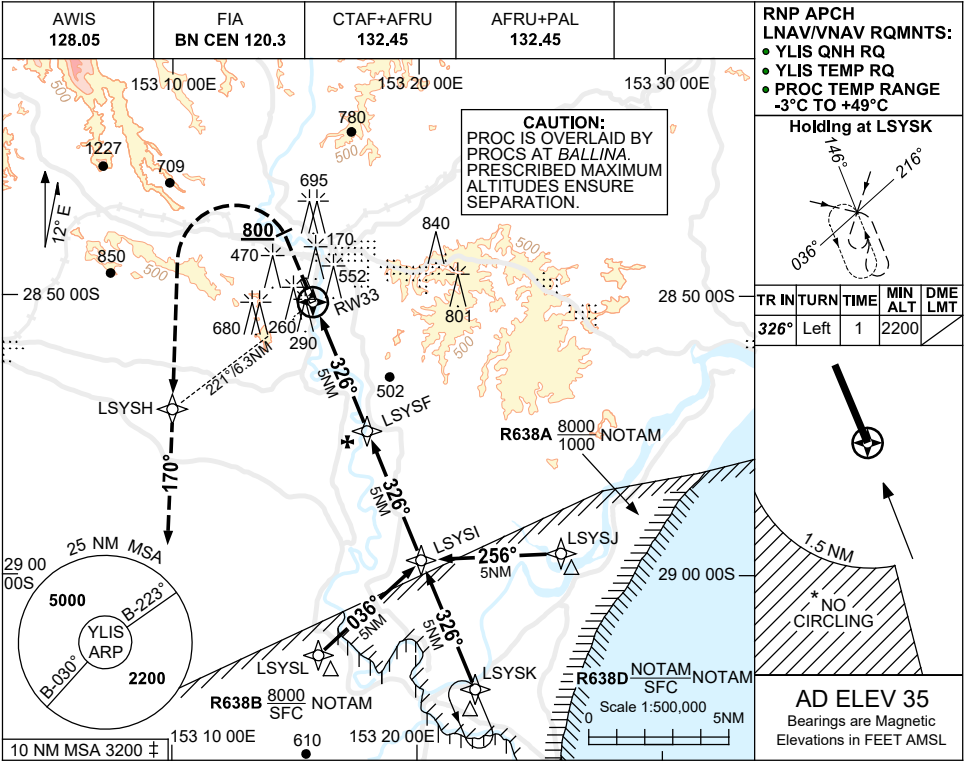 AWIS
128.05
FIA
BN CEN 120.3
CTAF+AFRU
132.45
AFRU+PAL
132.45
RNP APCH
LNAV/VNAV RQMNTS:
YLIS QNH RQ
YLIS TEMP RQ
PROC TEMP RANGE
-3°C TO +49°C
500
153 10 00E
153 20 00E
153 30 00E
780
500
CAUTION:
PROC IS OVERLAID BY
PROCS AT BALLINA.
PRESCRIBED MAXIMUM
ALTITUDES ENSURE
SEPARATION.
Holding at LSYSK
146°
216°
036°
1227
709
695
12° E
800
170
470
552
840
500
850
500
28 50 00S
RW33
801
28 50 00S
680
260
290
500
TR IN
TURN
TIME
MIN ALT
DME LMT
326°
Left
1
2200
221°/6.3NM
326°
5NM
502
LSYSH
LSYSF
R638A 8000 NOTAM
1000
170°
326°
5NM
25 NM MSA
LSYSI
LSYSJ
256°
5NM
29 00
00S
29 00 00S
1.5 NM
* NO
CIRCLING
5000
B-223°
YLIS
ARP
B-030°
2200
036°
5NM
326°
5NM
LSYSL
LSYSK
R638B 8000 NOTAM
SFC
R638D NOTAM NOTAM
SFC
Scale 1:500,000
0
5NM
AD ELEV 35
Bearings are Magnetic
Elevations in FEET AMSL
10 NM MSA 3200 ‡
153 10 00E
610
153 20 00E